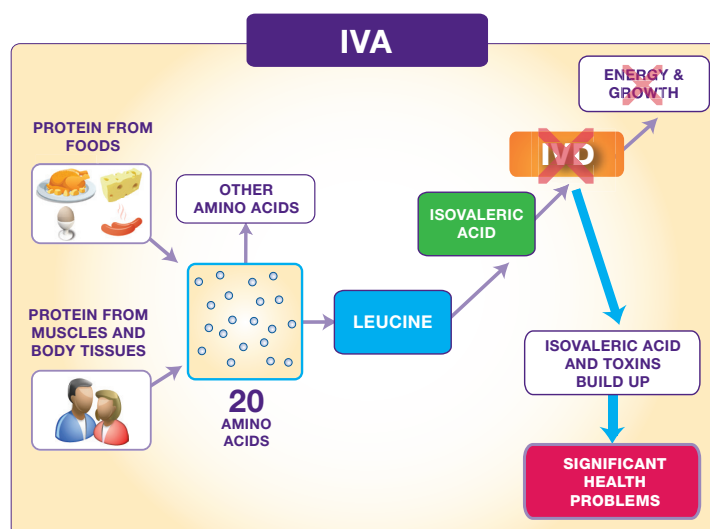 IVA
ENERGY &
GROWTH
PROTEIN FROM
FOODS
IVD
OTHER
AMINO ACIDS
ISOVALERIC
ACID
LEUCINE
PROTEIN FROM
MUSCLES AND
BODY TISSUES
ISOVALERIC ACID
AND TOXINS
BUILD UP
20
AMINO
ACIDS
SIGNIFICANT
HEALTH
PROBLEMS